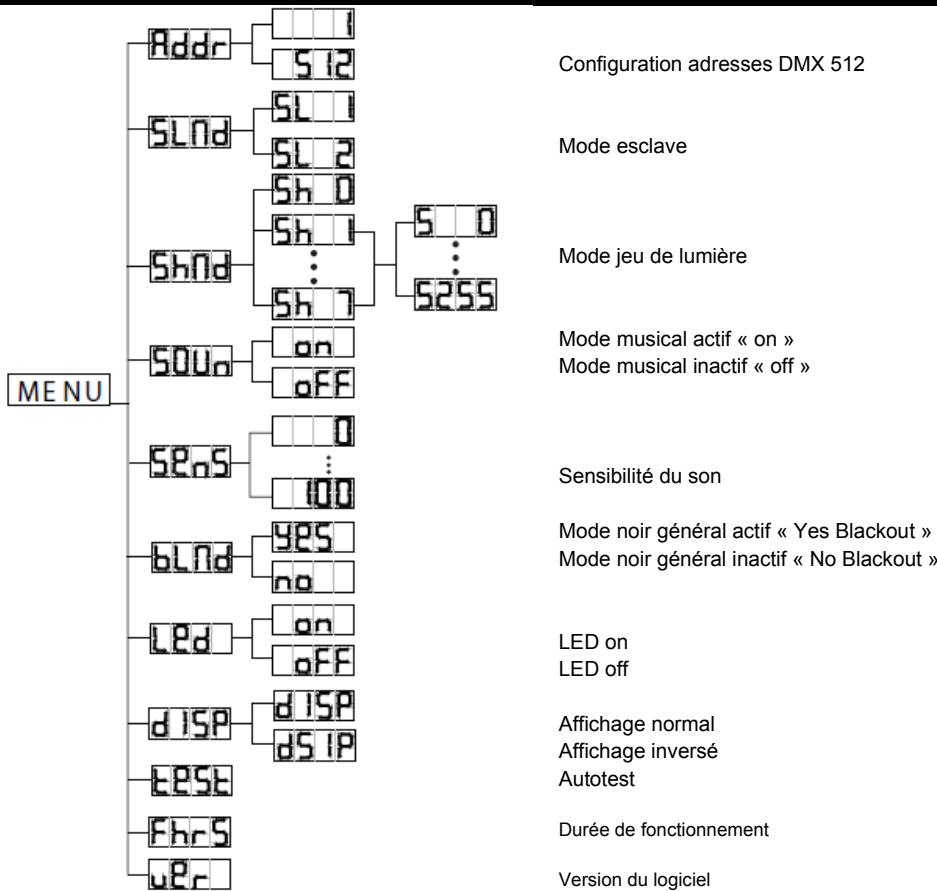 MENU
Addr
1
512
Configuration adresses DMX 512
SLMd
SL 1
SL 2
Mode esclave
ShMd
Sh 0
Sh 1
Sh 7
S 0
S255
Mode jeu de lumière
SOUn
on
oFF
Mode musical actif « on »
Mode musical inactif « off »
SEnS
0
100
Sensibilité du son
bLMd
yES
no
Mode noir général actif « Yes Blackout »
Mode noir général inactif « No Blackout »
LEd
on
oFF
LED on
LED off
dISP
dISP
dSIP
Affichage normal
Affichage inversé
tESt
Autotest
FhrS
Durée de fonctionnement
vEr
Version du logiciel